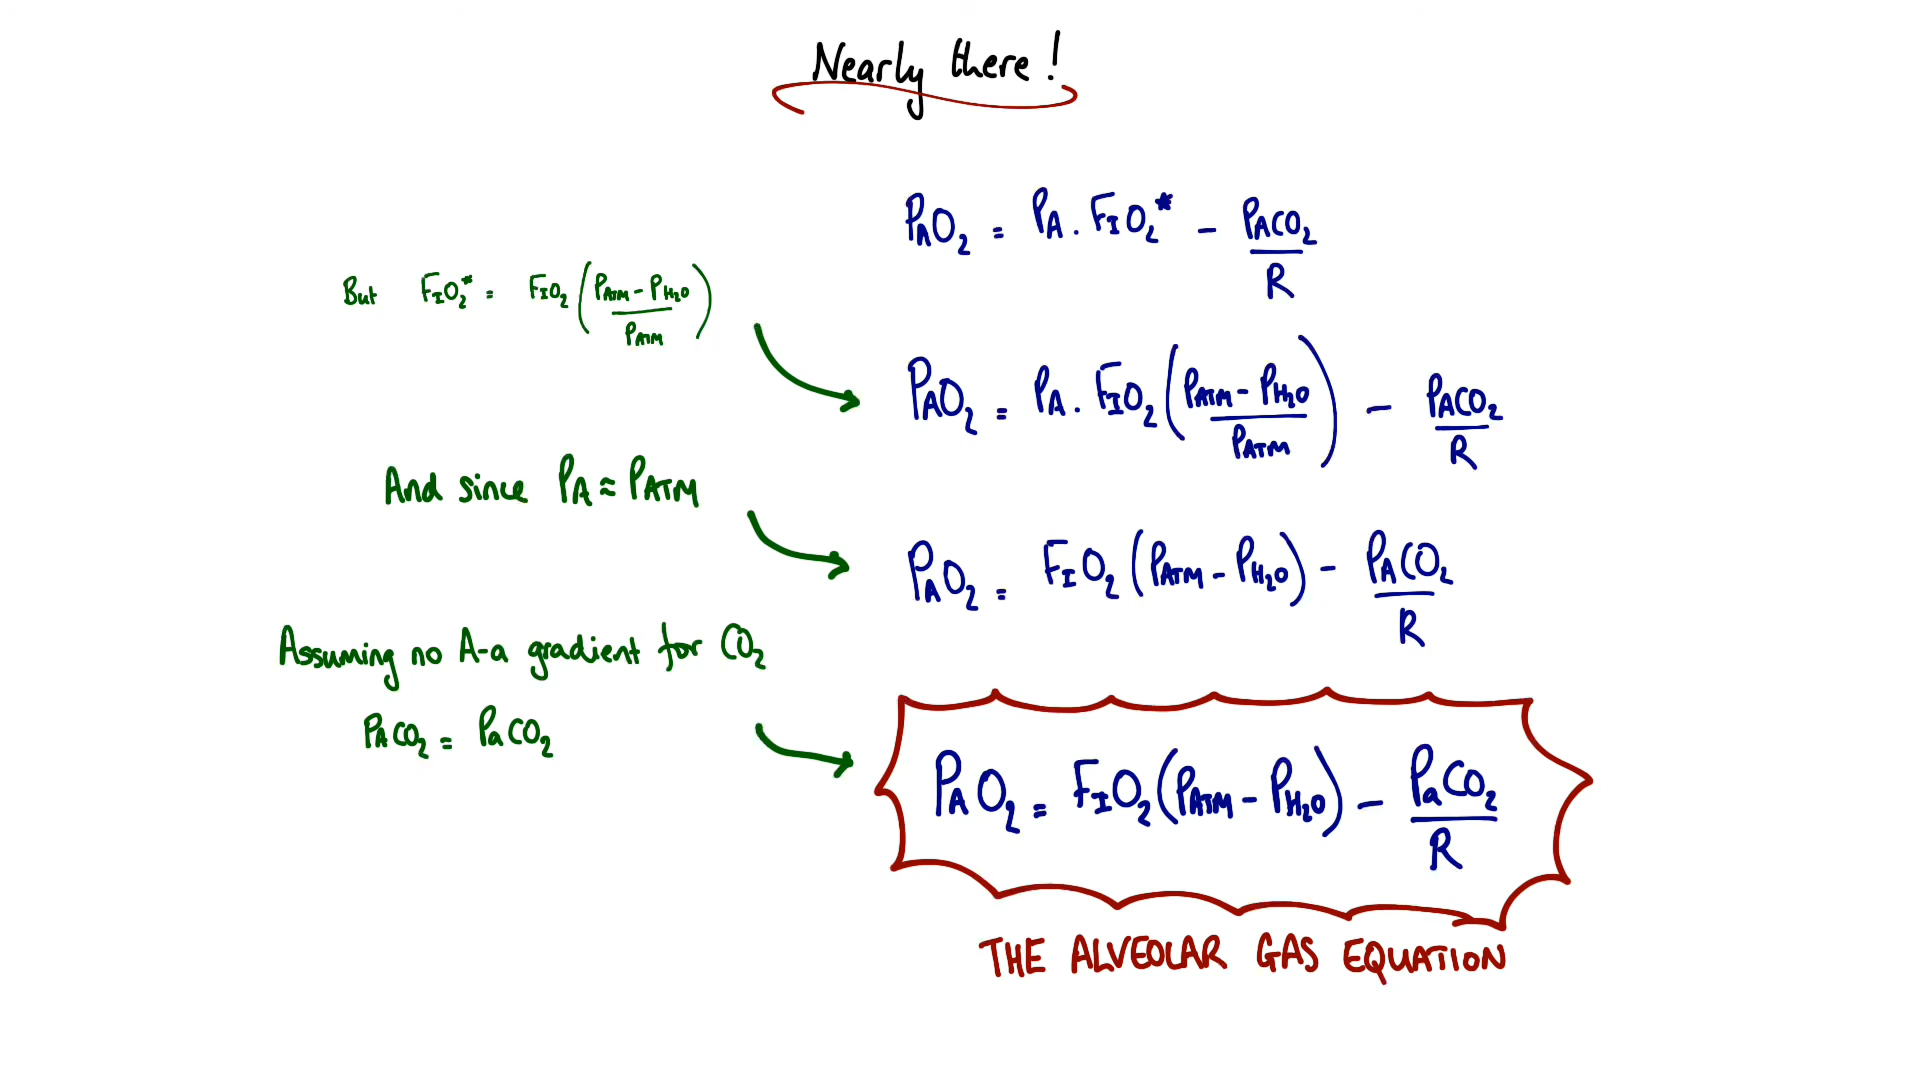 Nearly there!
PAO₂ = PA . FIO₂* - PACO₂/R
But FIO₂* = FIO₂ (PATM - PH₂O / PATM)
PAO₂ = PA . FIO₂ (PATM - PH₂O / PATM) - PACO₂/R
And since PA ≈ PATM
PAO₂ = FIO₂ (PATM - PH₂O) - PACO₂/R
Assuming no A-a gradient for CO₂
PACO₂ = PaCO₂
PAO₂ = FIO₂ (PATM - PH₂O) - PaCO₂/R
THE ALVEOLAR GAS EQUATION